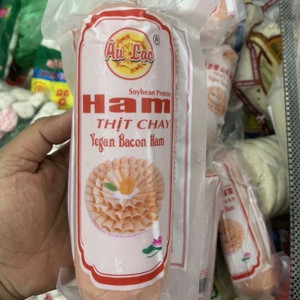 Âu Lạc
®
Soybean Protein
Ham
THỊT CHAY
Vegan Bacon Ham